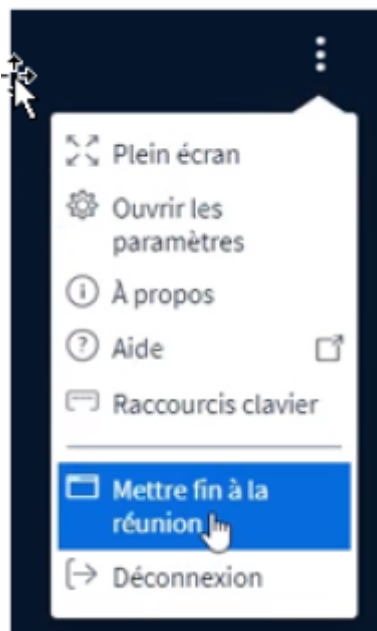 Plein écran
Ouvrir les
paramètres
À propos
Aide
Raccourcis clavier
Mettre fin à la
réunion
Déconnexion